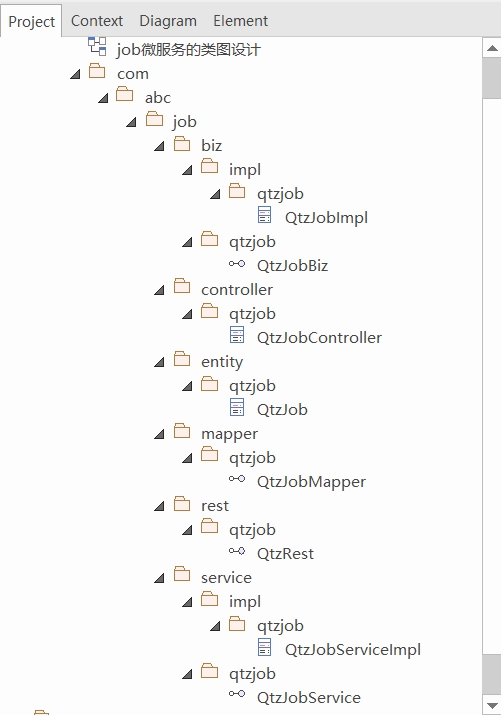 Project Context Diagram Element
job微服务的类图设计
com
abc
job
biz
impl
qtzjob
QtzJobImpl
qtzjob
QtzJobBiz
controller
qtzjob
QtzJobController
entity
qtzjob
QtzJob
mapper
qtzjob
QtzJobMapper
rest
qtzjob
QtzRest
service
impl
qtzjob
QtzJobServiceImpl
qtzjob
QtzJobService